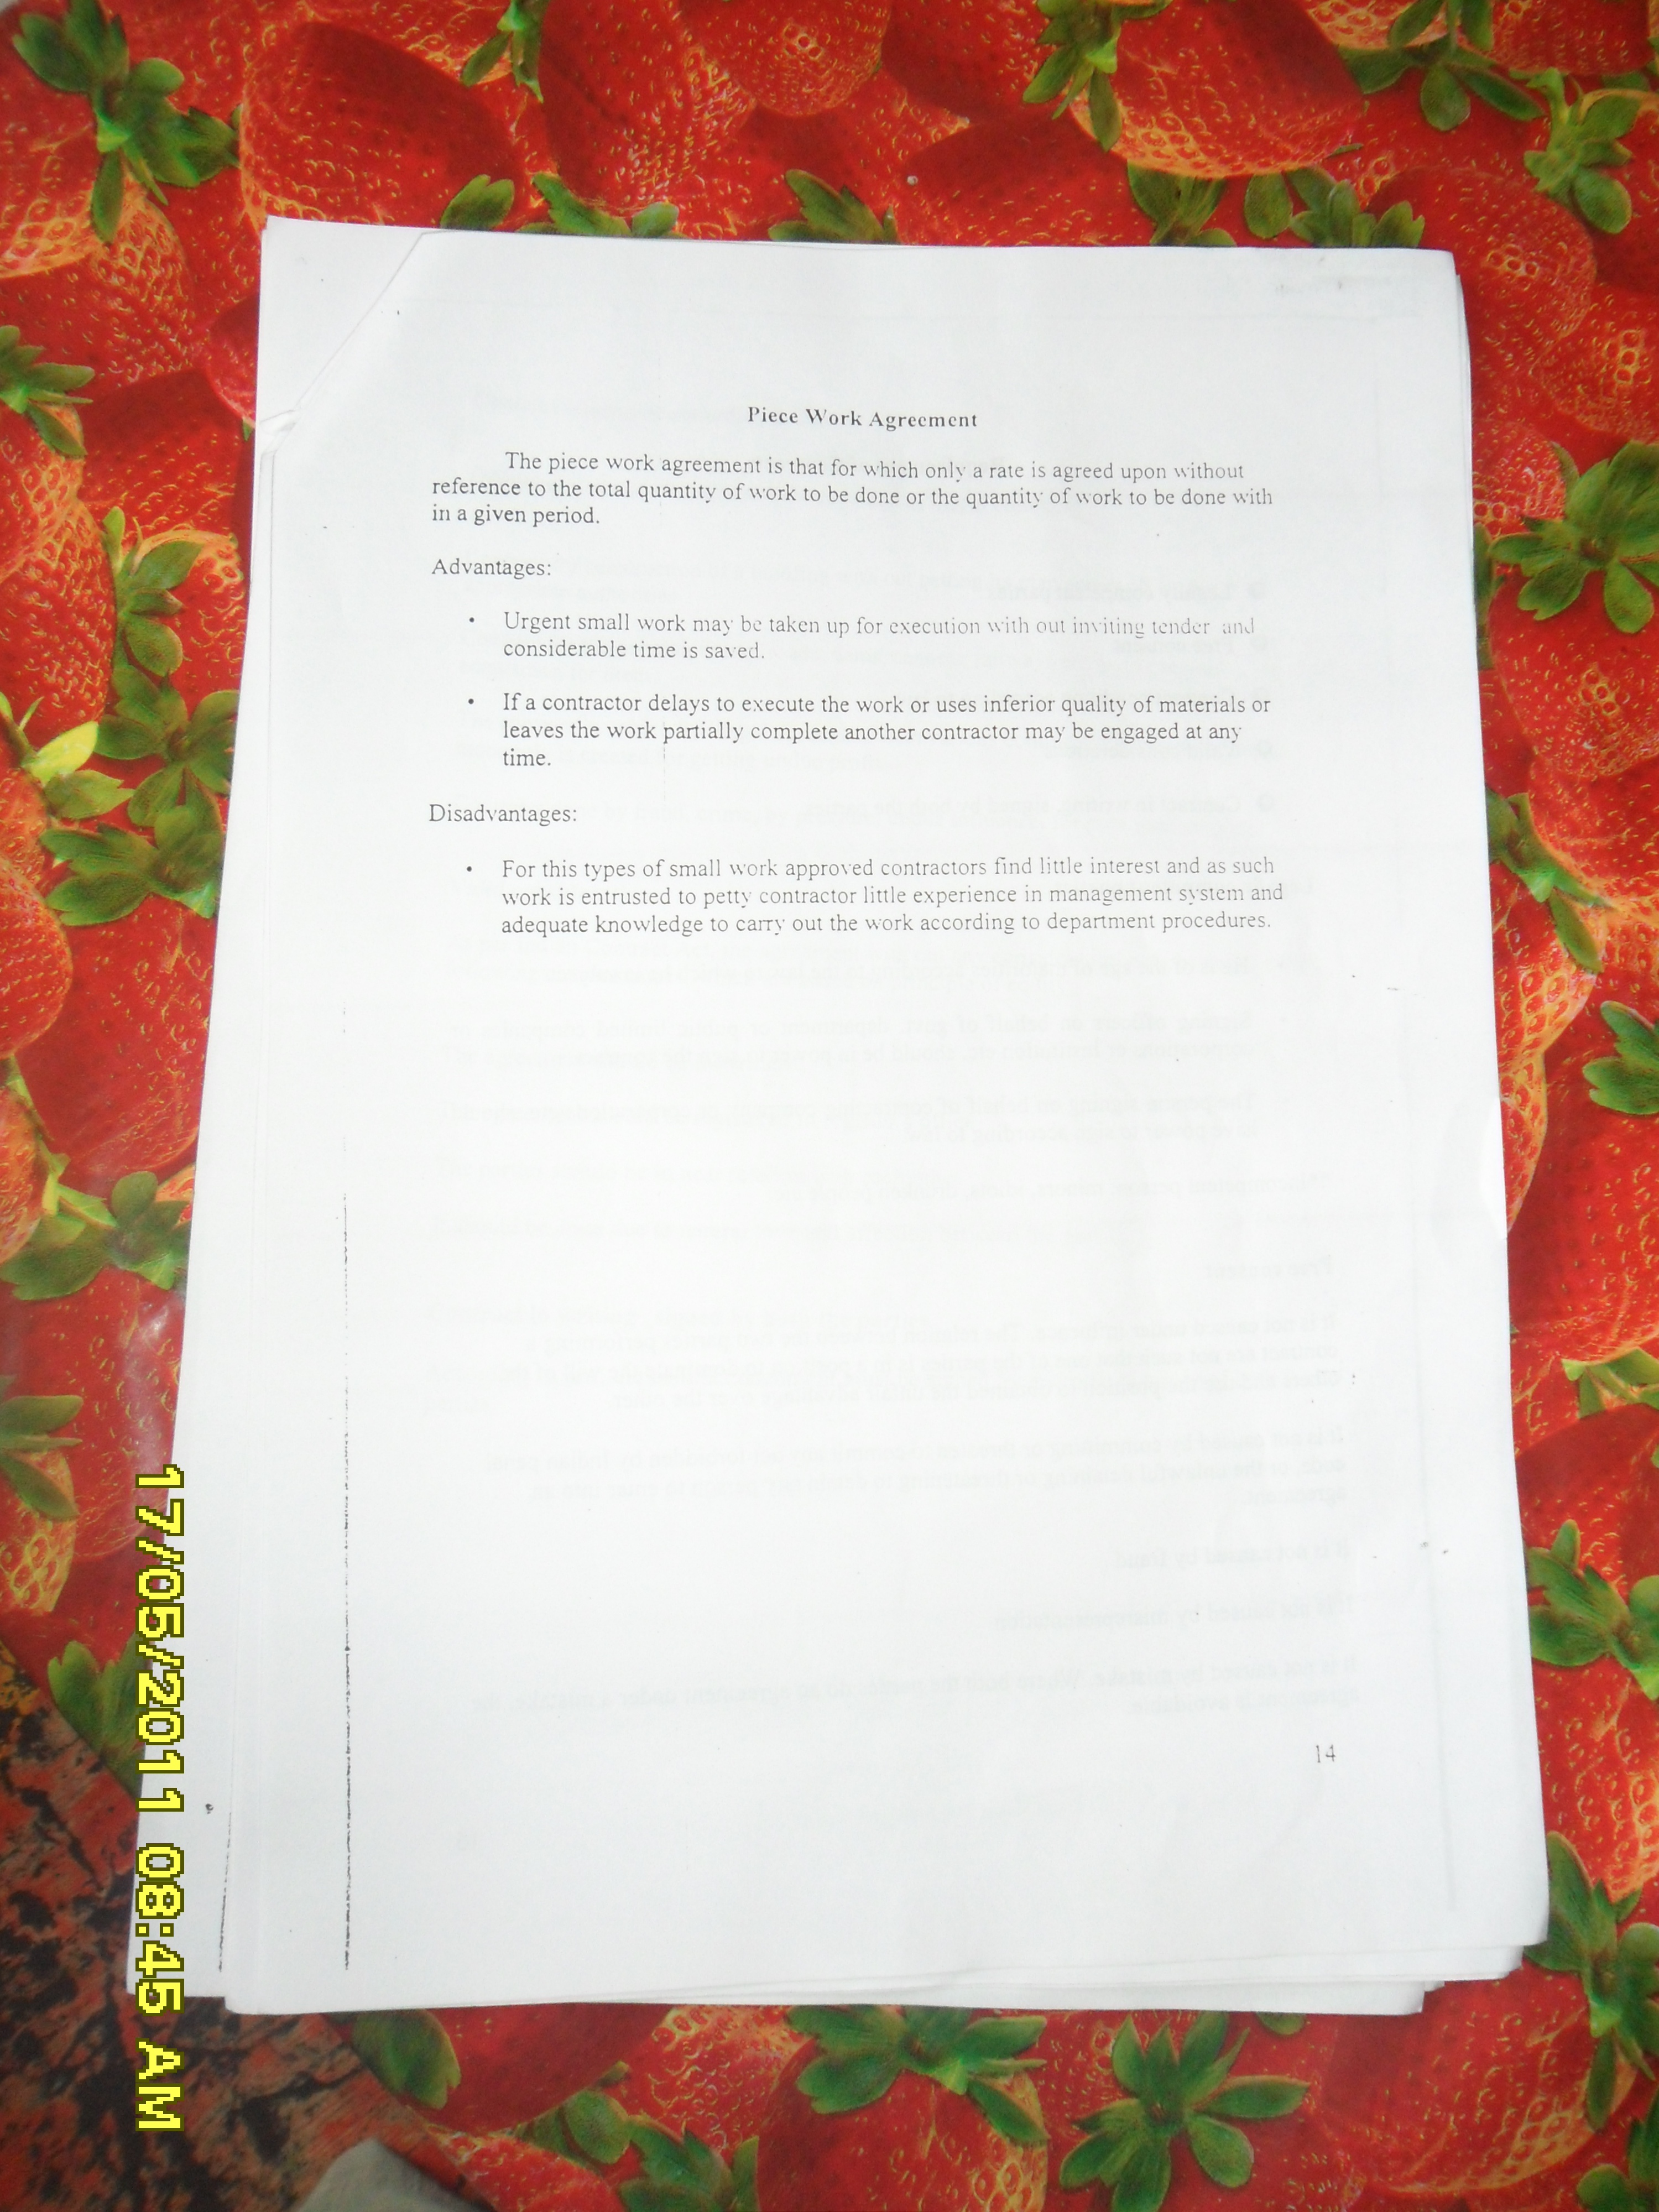 Piece Work Agreement
The piece work agreement is that for which only a rate is agreed upon without
reference to the total quantity of work to be done or the quantity of work to be done with
in a given period.
Advantages:
• Urgent small work may be taken up for execution with out inviting tender and
considerable time is saved.
• If a contractor delays to execute the work or uses inferior quality of materials or
leaves the work partially complete another contractor may be engaged at any
time.
Disadvantages:
• For this types of small work approved contractors find little interest and as such
work is entrusted to petty contractor little experience in management system and
adequate knowledge to carry out the work according to department procedures.
14
17/05/2011 08:45 AM